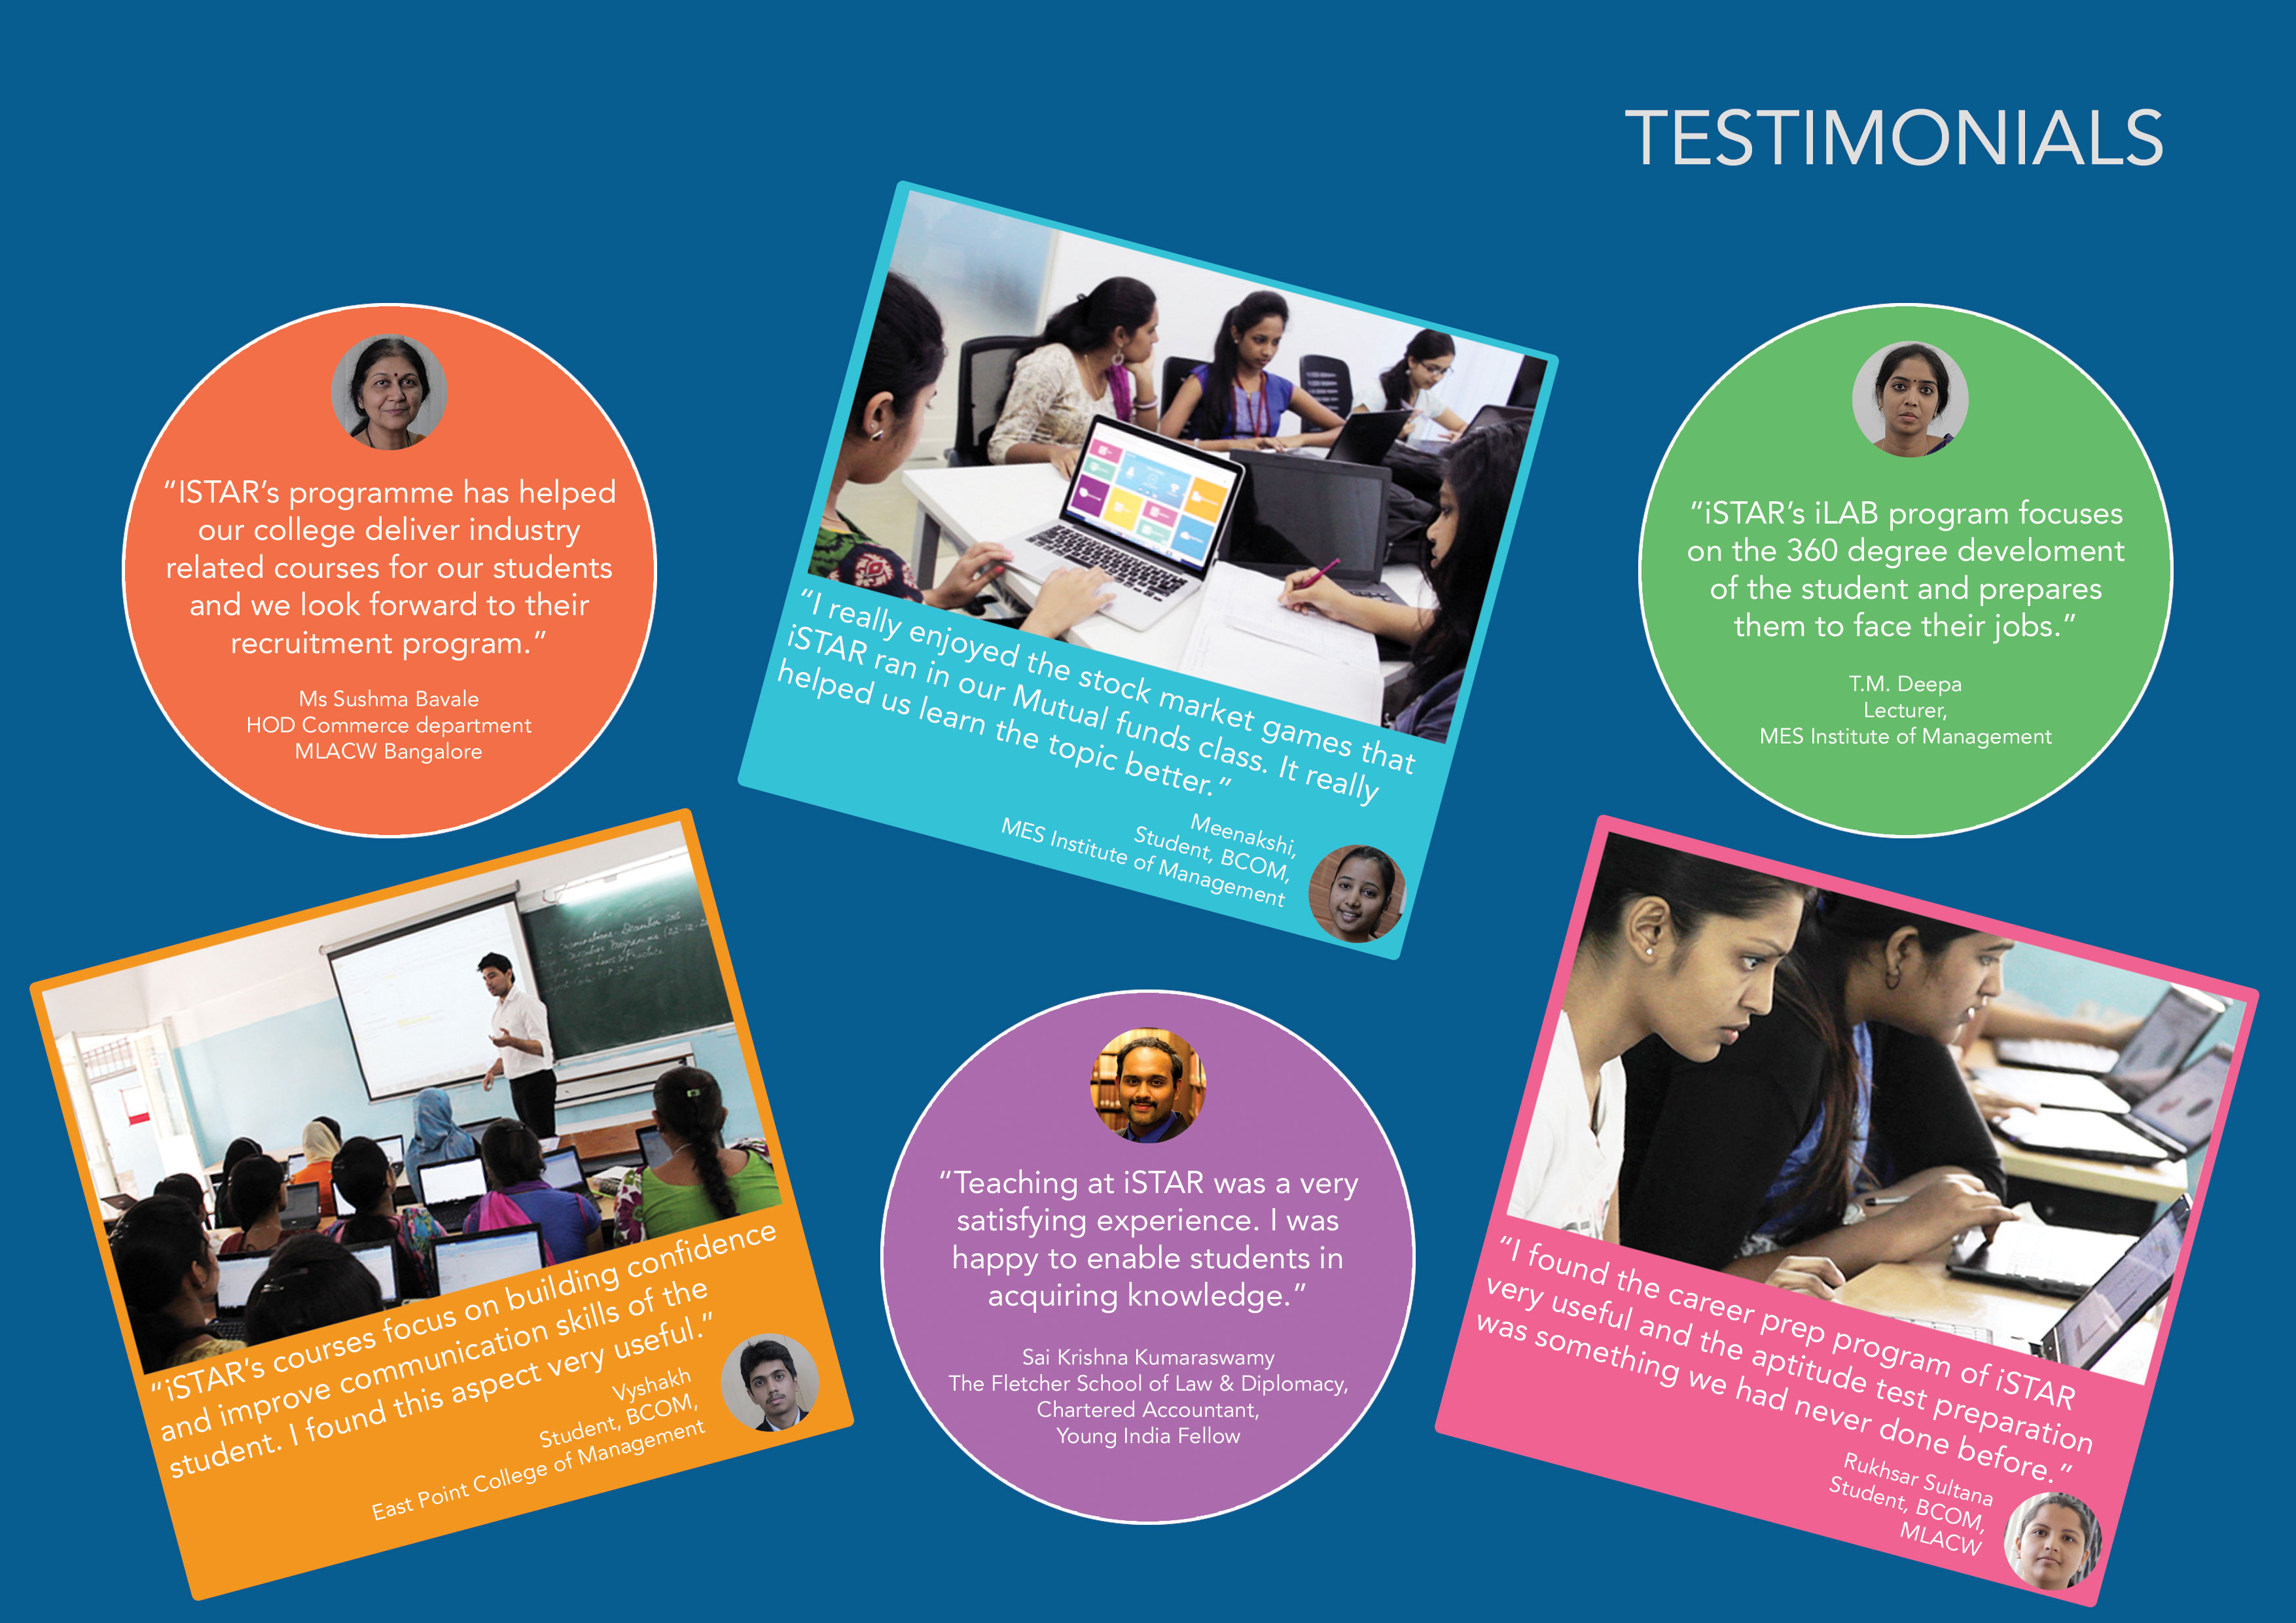 TESTIMONIALS
“ISTAR’s programme has helped
our college deliver industry
related courses for our students
and we look forward to their
recruitment program.”
Ms Sushma Bavale
HOD Commerce department
MLACW Bangalore
“I really enjoyed the stock market games that
iSTAR ran in our Mutual funds class. It really
helped us learn the topic better.”
Meenakshi,
Student, BCOM,
MES Institute of Management
“iSTAR’s iLAB program focuses
on the 360 degree develoment
of the student and prepares
them to face their jobs.”
T.M. Deepa
Lecturer,
MES Institute of Management
“iSTAR’s courses focus on building confidence
and improve communication skills of the
student. I found this aspect very useful.”
Vyshakh
Student, BCOM,
East Point College of Management
“Teaching at iSTAR was a very
satisfying experience. I was
happy to enable students in
acquiring knowledge.”
Sai Krishna Kumaraswamy
The Fletcher School of Law & Diplomacy,
Chartered Accountant,
Young India Fellow
“I found the career prep program of iSTAR
very useful and the aptitude test preparation
was something we had never done before.”
Rukhsar Sultana
Student, BCOM,
MLACW